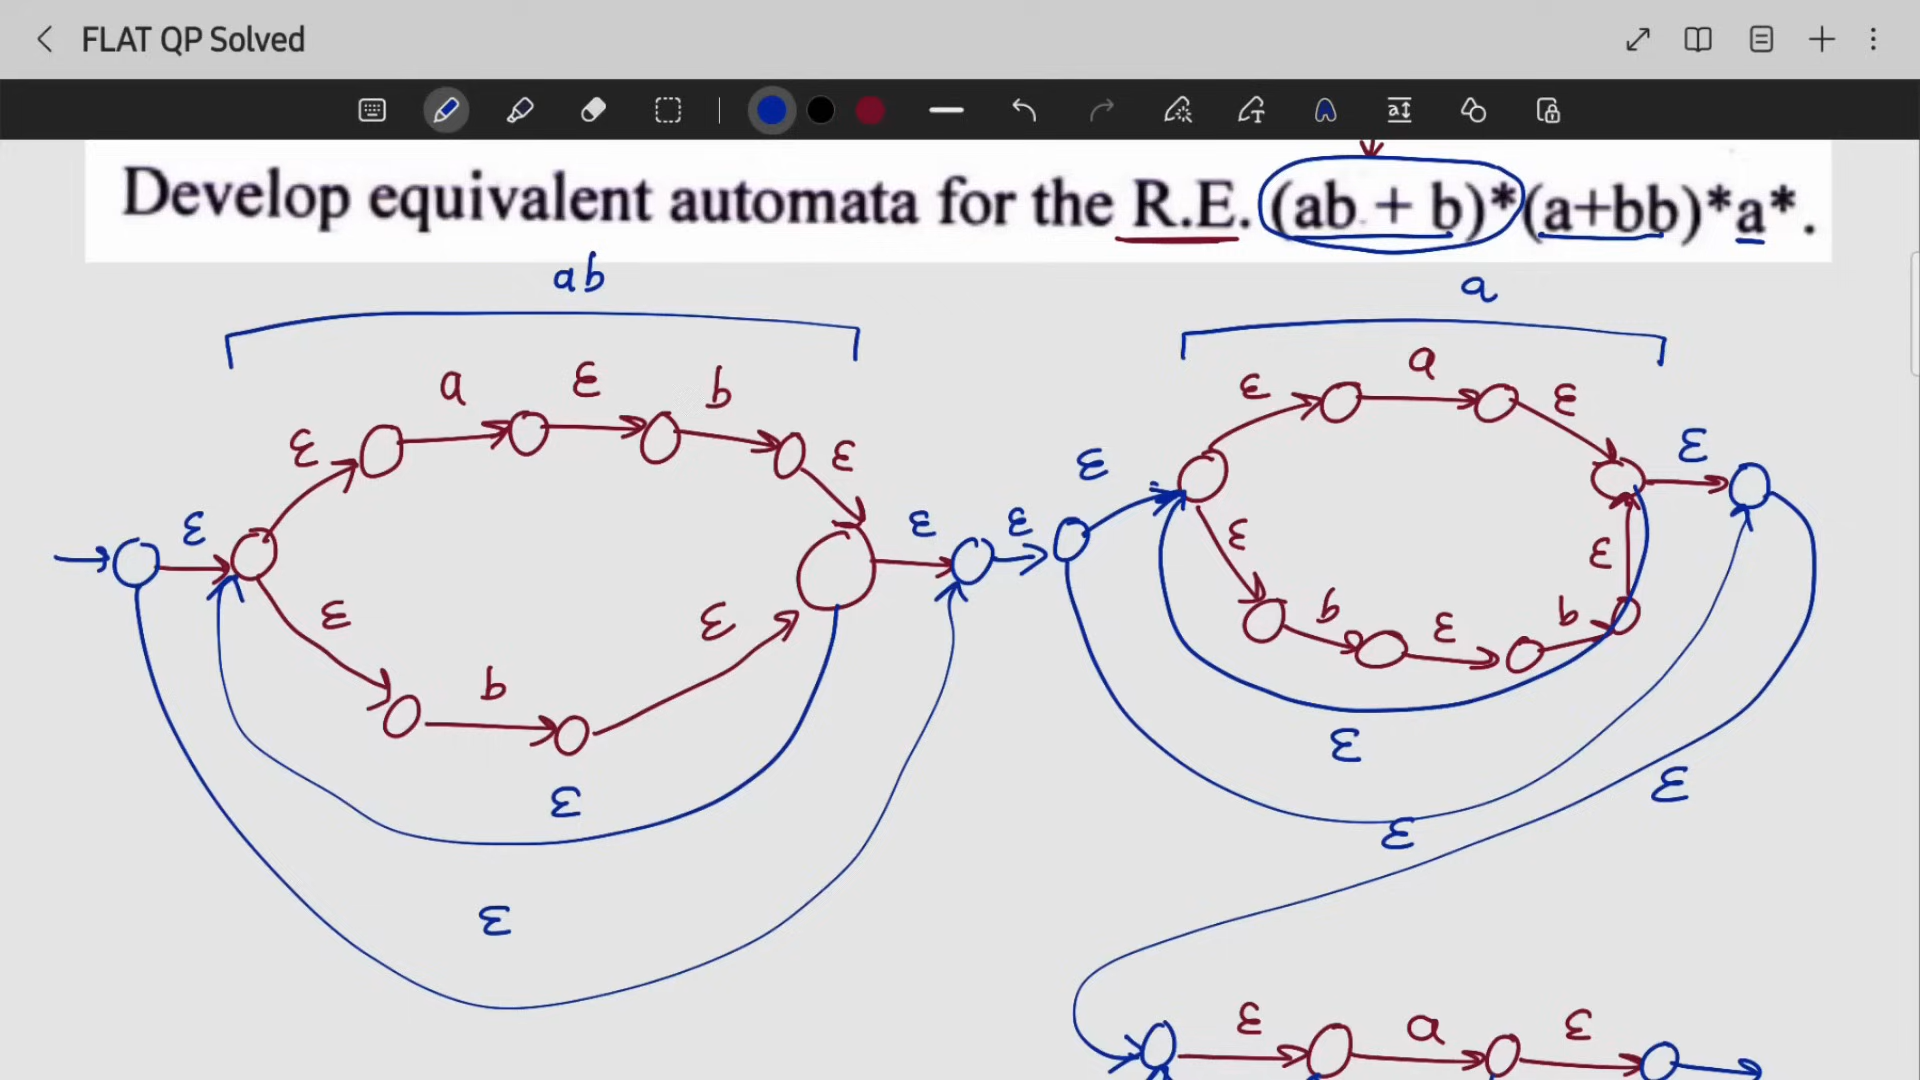 FLAT QP Solved
Develop equivalent automata for the R.E. (ab + b)*(a+bb)*a*.
ab
a
a ε b
ε a ε
ε ε
ε ε
ε ε ε
ε ε
ε b ε b
ε ε
b
ε
ε
ε
ε
ε
ε a ε